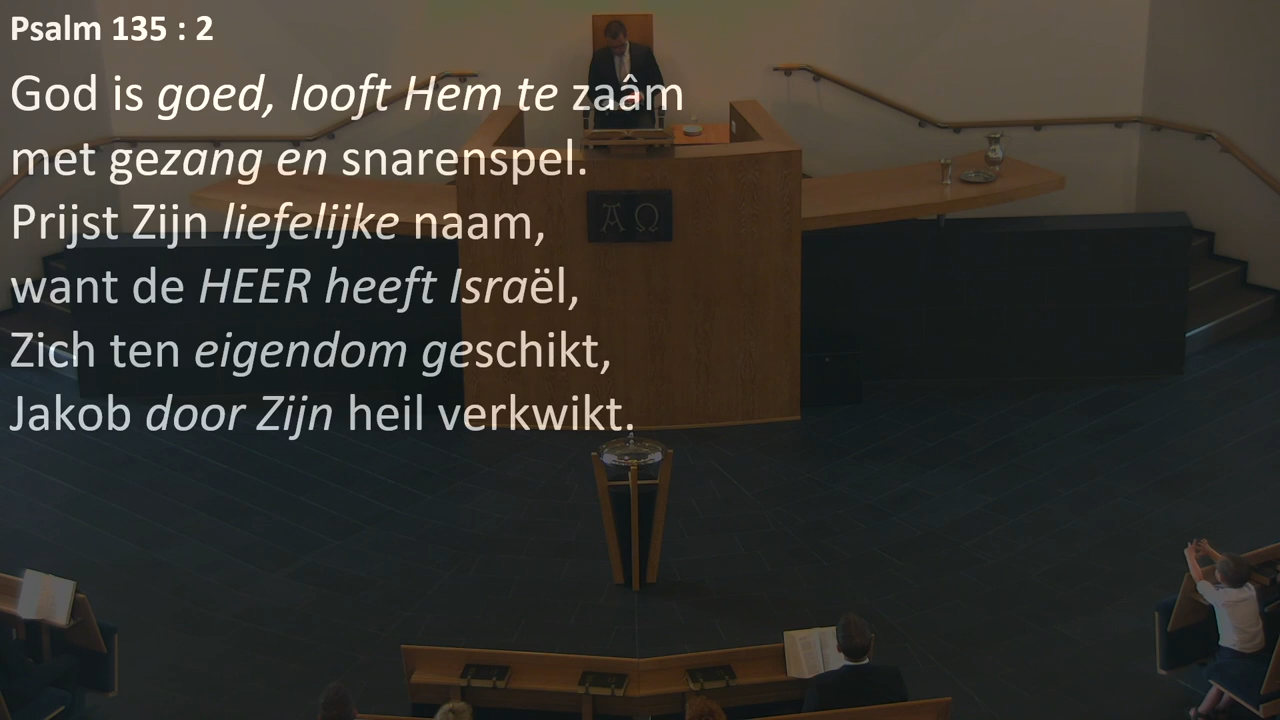 Psalm 135 : 2
God is goed, looft Hem te zaâm
met gezang en snarenspel.
Prijst Zijn liefelijke naam,
want de HEER heeft Israël,
Zich ten eigendom geschikt,
Jakob door Zijn heil verkwikt.
Α Ω